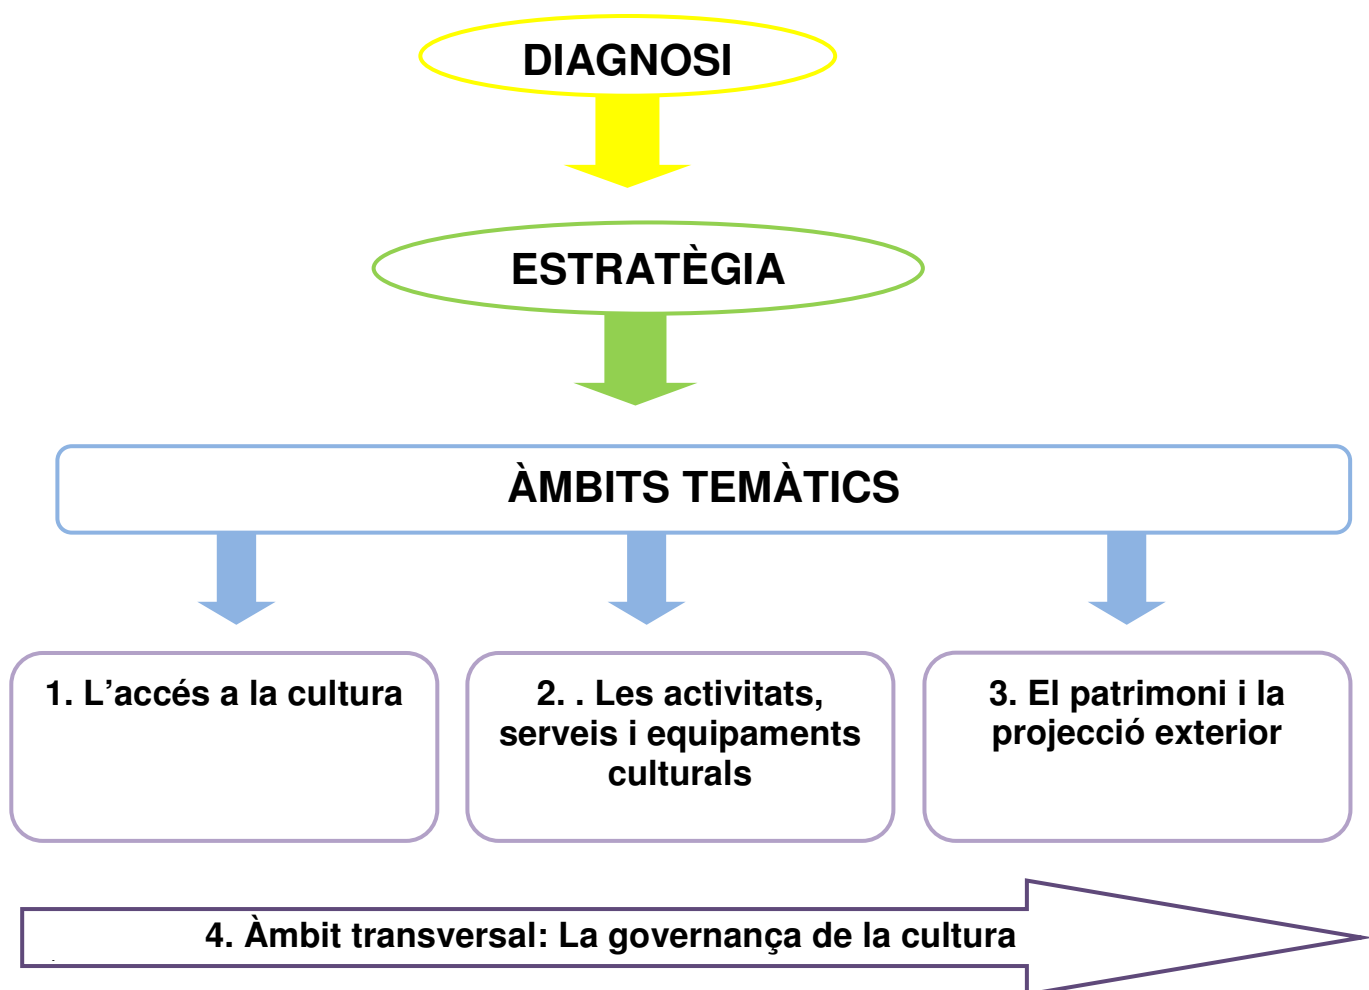 DIAGNOSI
ESTRATÈGIA
ÀMBITS TEMÀTICS
1. L'accés a la cultura
2. . Les activitats,
serveis i equipaments
culturals
3. El patrimoni i la
projecció exterior
4. Àmbit transversal: La governança de la cultura